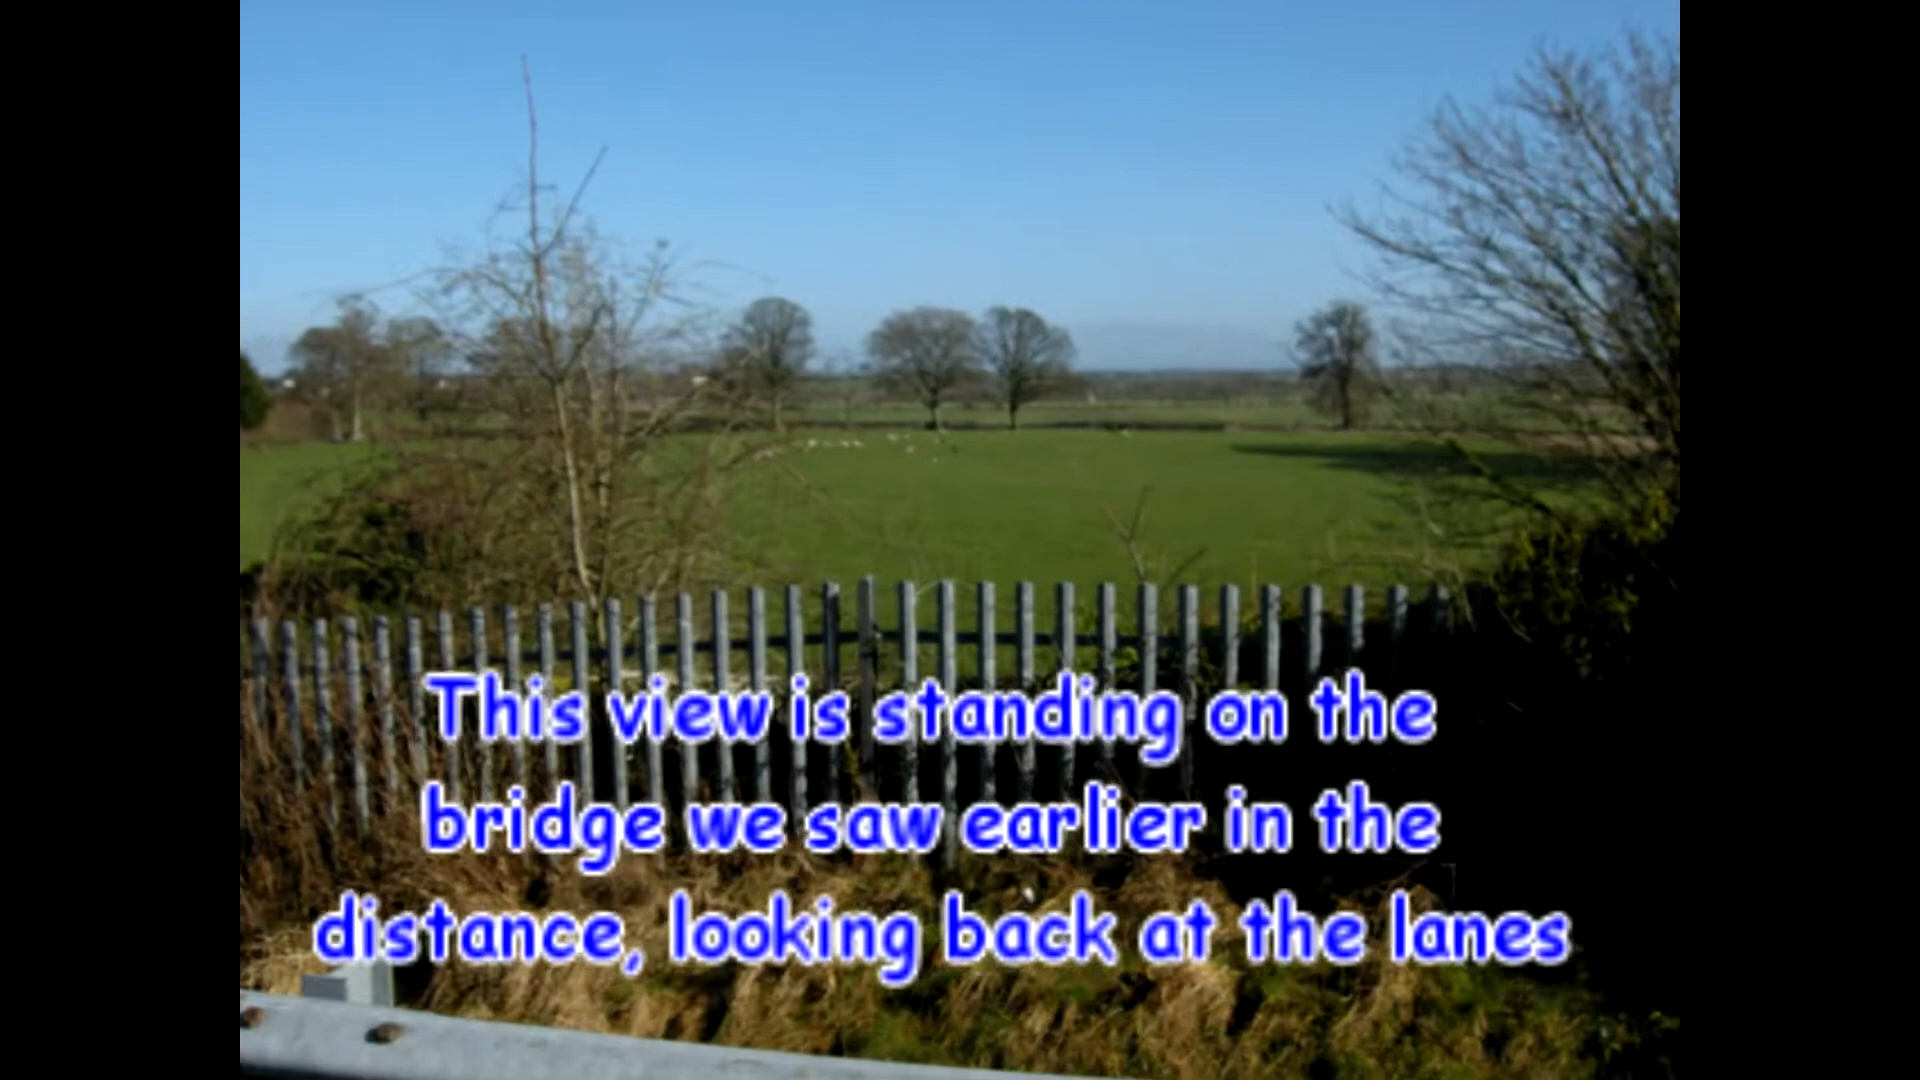 This view is standing on the
bridge we saw earlier in the
distance, looking back at the lanes